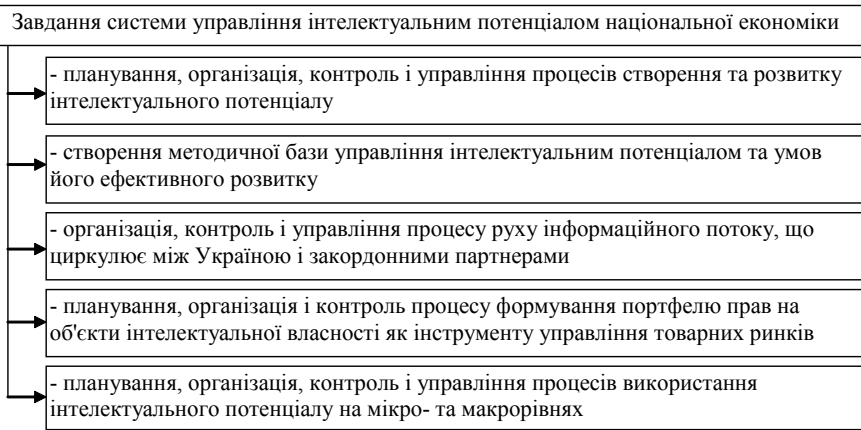 Завдання системи управління інтелектуальним потенціалом національної економіки
- планування, організація, контроль і управління процесів створення та розвитку
інтелектуального потенціалу
- створення методичної бази управління інтелектуальним потенціалом та умов
його ефективного розвитку
- організація, контроль і управління процесу руху інформаційного потоку, що
циркулює між Україною і закордонними партнерами
- планування, організація і контроль процесу формування портфелю прав на
об'єкти інтелектуальної власності як інструменту управління товарних ринків
- планування, організація, контроль і управління процесів використання
інтелектуального потенціалу на мікро- та макрорівнях